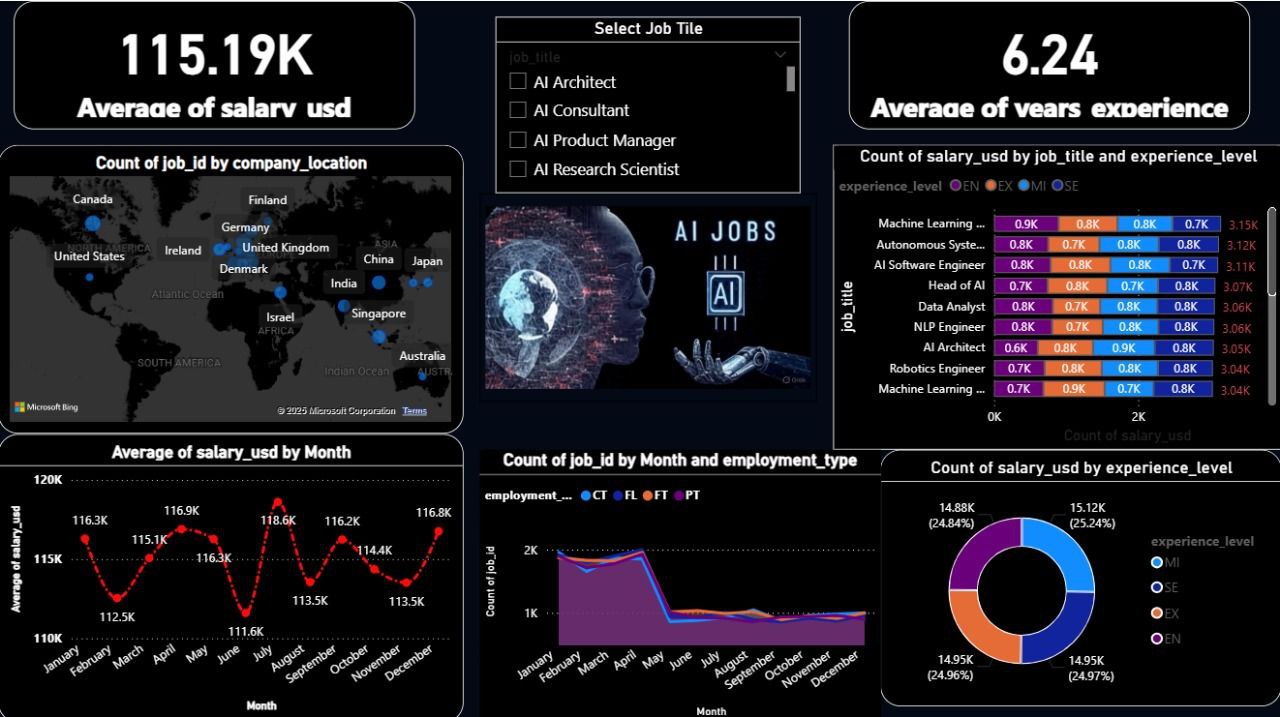 115.19K
Average of salary_usd
Select Job Tile
job_title
AI Architect
AI Consultant
AI Product Manager
AI Research Scientist
6.24
Average of years_experience
Count of job_id by company_location
Canada
Finland
NORTH AMERICA
Germany
EUROPE
ASIA
Ireland
United Kingdom
United States
Denmark
China
Japan
India
Atlantic Ocean
Israel
Singapore
AFRICA
SOUTH AMERICA
Indian Ocean
Australia
AUSTR
Microsoft Bing
© 2025 Microsoft Corporation Terms
AI JOBS
AI
Count of salary_usd by job_title and experience_level
experience_level EN EX MI SE
job_title
Machine Learning ... 0.9K 0.8K 0.8K 0.7K 3.15K
Autonomous Syste... 0.8K 0.7K 0.8K 0.8K 3.12K
AI Software Engineer 0.8K 0.8K 0.8K 0.7K 3.11K
Head of AI 0.7K 0.8K 0.7K 0.8K 3.07K
Data Analyst 0.8K 0.7K 0.8K 0.8K 3.06K
NLP Engineer 0.8K 0.7K 0.8K 0.8K 3.06K
AI Architect 0.6K 0.8K 0.9K 0.8K 3.05K
Robotics Engineer 0.7K 0.8K 0.8K 0.8K 3.04K
Machine Learning ... 0.7K 0.9K 0.7K 0.8K 3.04K
0K 2K
Count of salary_usd
Average of salary_usd by Month
Average of salary_usd
120K
115K
110K
116.3K
112.5K
115.1K
116.9K
116.3K
111.6K
118.6K
113.5K
116.2K
114.4K
113.5K
116.8K
January
February
March
April
May
June
July
August
September
October
November
December
Month
Count of job_id by Month and employment_type
employment_... CT FL FT PT
Count of job_id
2K
1K
January
February
March
April
May
June
July
August
September
October
November
December
Month
Count of salary_usd by experience_level
14.88K
(24.84%)
15.12K
(25.24%)
14.95K
(24.96%)
14.95K
(24.97%)
experience_level
MI
SE
EX
EN